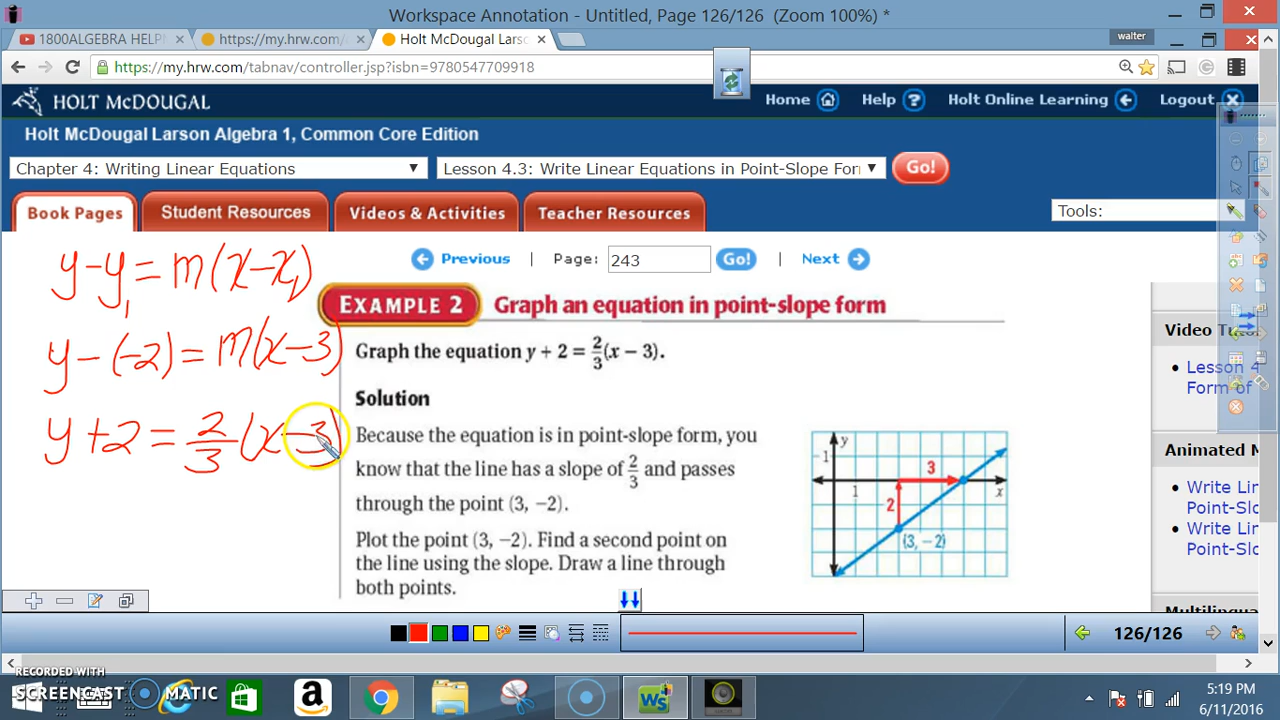 Workspace Annotation - Untitled, Page 126/126 (Zoom 100%) *
1800ALGEBRA HELP
https://my.hrw.com/
Holt McDougal Lars
walter
https://my.hrw.com/tabnav/controller.jsp?isbn=9780547709918
HOLT MCDOUGAL
Home
Help ?
Holt Online Learning
Logout
Holt McDougal Larson Algebra 1, Common Core Edition
Chapter 4: Writing Linear Equations
Lesson 4.3: Write Linear Equations in Point-Slope For
Go!
Book Pages
Student Resources
Videos & Activities
Teacher Resources
Tools:
Previous
Page:
243
Go!
Next
y-y₁ = m(x-x₁)
y-(-2) = m(x-3)
y+2 = 2/3 (x-3)
EXAMPLE 2
Graph an equation in point-slope form
Graph the equation y + 2 = 2/3(x − 3).
Solution
Because the equation is in point-slope form, you
know that the line has a slope of 2/3 and passes
through the point (3, −2).
Plot the point (3, −2). Find a second point on
the line using the slope. Draw a line through
both points.
y
1
1
3
x
2
(3, −2)
Video Tuto
Lesson 4
Form of
Animated M
Write Lin
Point-Slo
Write Lin
Point-Slo
Multilingua
126/126
RECORDED WITH
SCREENCAST MATIC
5:19 PM
6/11/2016